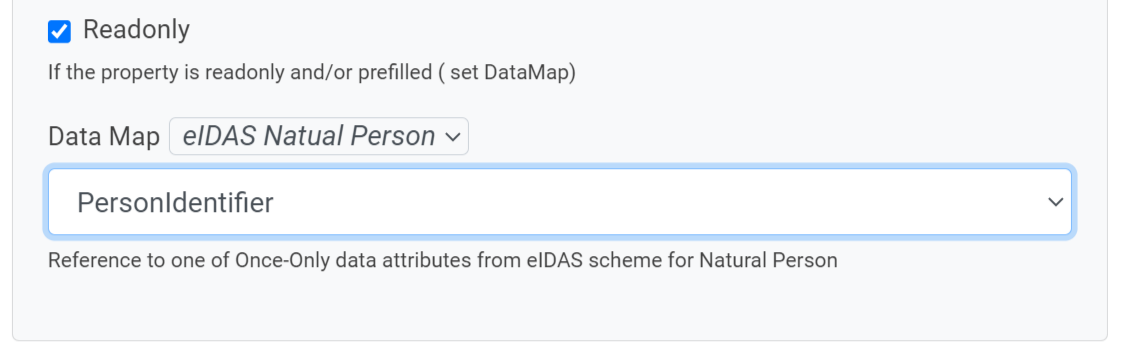 Readonly
If the property is readonly and/or prefilled ( set DataMap)
Data Map eIDAS Natual Person
PersonIdentifier
Reference to one of Once-Only data attributes from eIDAS scheme for Natural Person